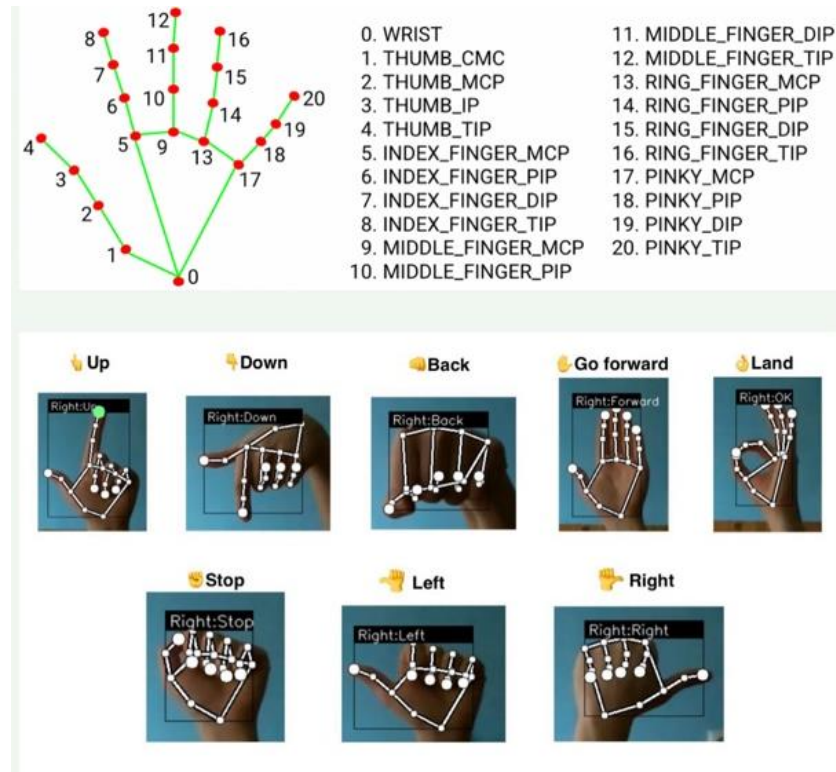 12
8
11
16
7
15
6
10
14
20
4
5
9
13
19
18
3
17
2
1
0
0. WRIST
1. THUMB_CMC
2. THUMB_MCP
3. THUMB_IP
4. THUMB_TIP
5. INDEX_FINGER_MCP
6. INDEX_FINGER_PIP
7. INDEX_FINGER_DIP
8. INDEX_FINGER_TIP
9. MIDDLE_FINGER_MCP
10. MIDDLE_FINGER_PIP
11. MIDDLE_FINGER_DIP
12. MIDDLE_FINGER_TIP
13. RING_FINGER_MCP
14. RING_FINGER_PIP
15. RING_FINGER_DIP
16. RING_FINGER_TIP
17. PINKY_MCP
18. PINKY_PIP
19. PINKY_DIP
20. PINKY_TIP
👆Up
👇Down
👊Back
✋Go forward
👌Land
Right:Up
Right:Down
Right:Back
Right:Forward
Right:OK
✊Stop
Left
Right
Right:Stop
Right:Left
Right:Right